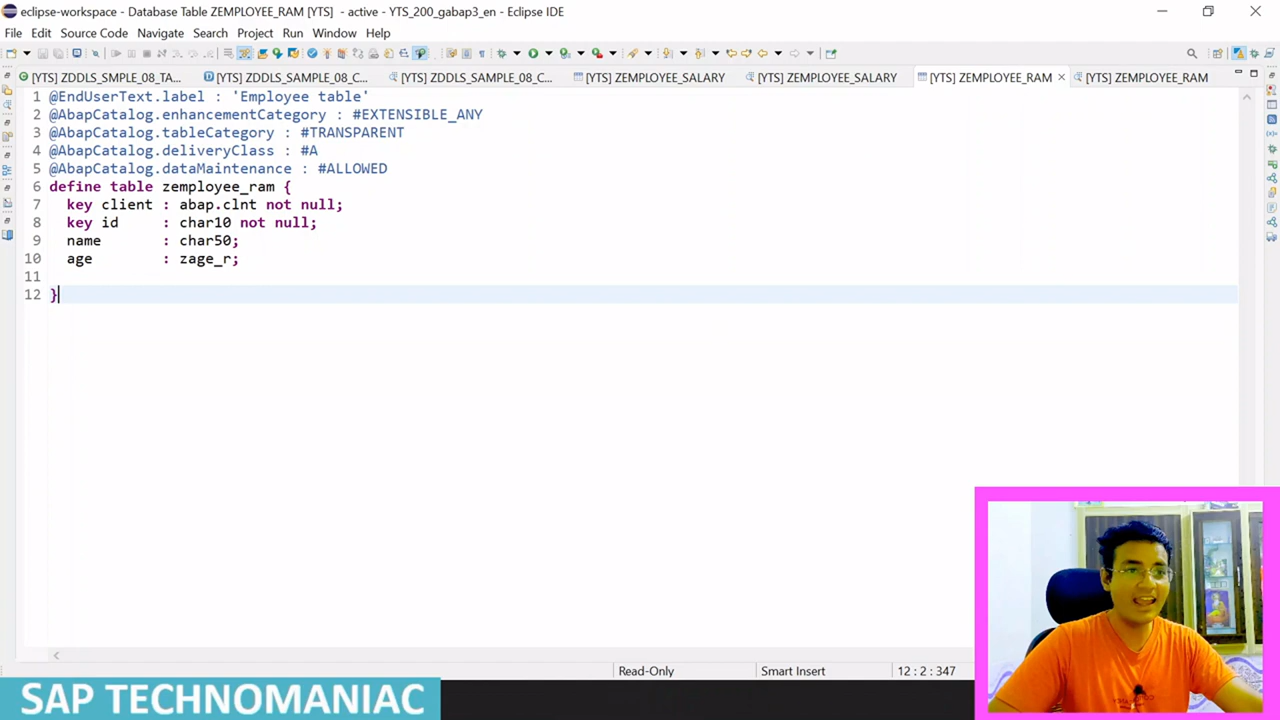 eclipse-workspace - Database Table ZEMPLOYEE_RAM [YTS] - active - YTS_200_gabap3_en - Eclipse IDE
File Edit Source Code Navigate Search Project Run Window Help
[YTS] ZDDLS_SMPLE_08_TA... [YTS] ZDDLS_SAMPLE_08_C... [YTS] ZDDLS_SAMPLE_08_C... [YTS] ZEMPLOYEE_SALARY [YTS] ZEMPLOYEE_SALARY [YTS] ZEMPLOYEE_RAM [YTS] ZEMPLOYEE_RAM
1 @EndUserText.label : 'Employee table'
2 @AbapCatalog.enhancementCategory : #EXTENSIBLE_ANY
3 @AbapCatalog.tableCategory : #TRANSPARENT
4 @AbapCatalog.deliveryClass : #A
5 @AbapCatalog.dataMaintenance : #ALLOWED
6 define table zemployee_ram {
7 key client : abap.clnt not null;
8 key id : char10 not null;
9 name : char50;
10 age : zage_r;
11
12 }
Read-Only Smart Insert 12 : 2 : 347
SAP TECHNOMANIAC